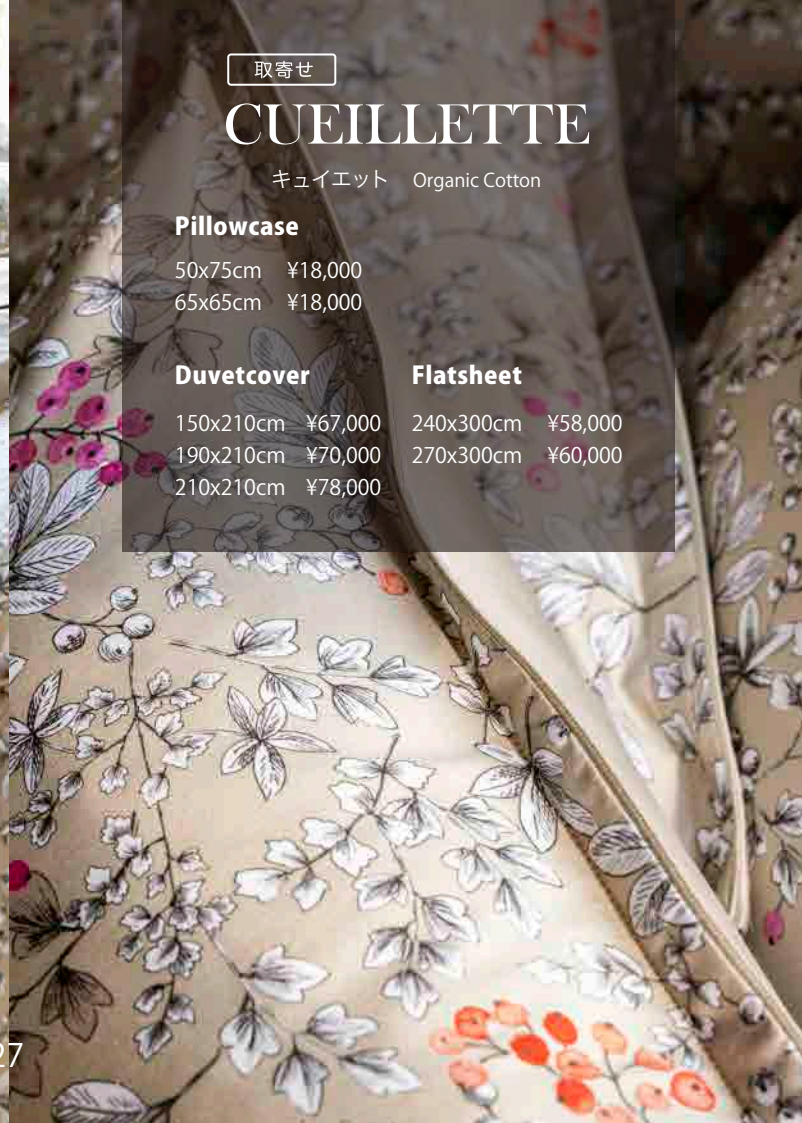 取寄せ
CUEILLETTE
キュイエット Organic Cotton
Pillowcase
50x75cm ¥18,000
65x65cm ¥18,000
Duvetcover
150x210cm ¥67,000
190x210cm ¥70,000
210x210cm ¥78,000
Flatsheet
240x300cm ¥58,000
270x300cm ¥60,000
27